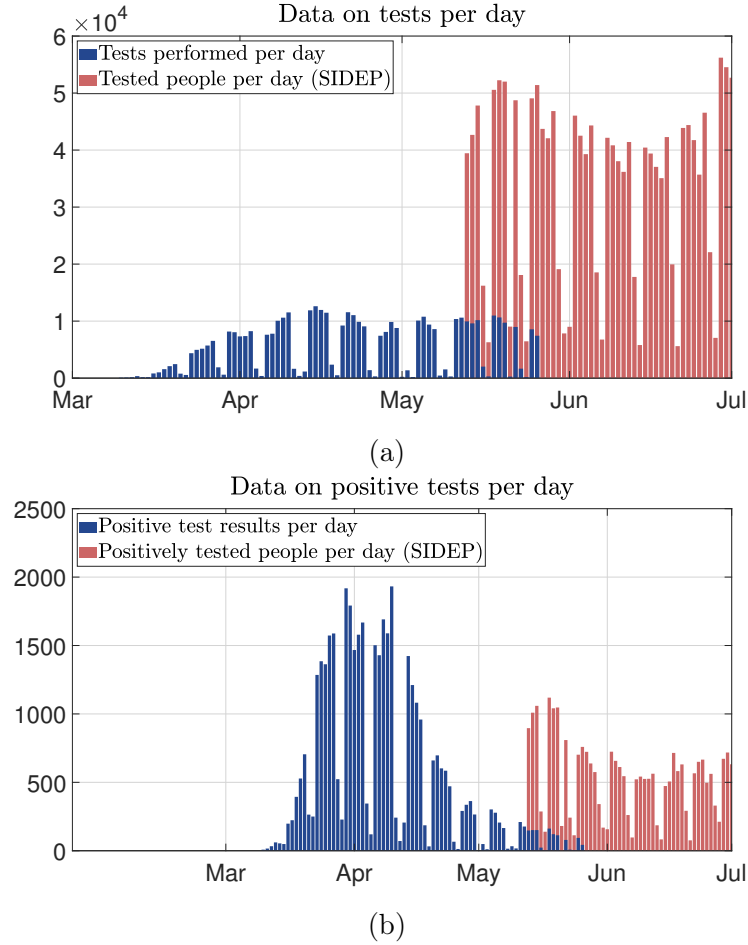 Data on tests per day
×10⁴
6
Tests performed per day
Tested people per day (SIDEP)
5
4
3
2
1
0
Mar Apr May Jun Jul
(a)
Data on positive tests per day
2500
Positive test results per day
Positively tested people per day (SIDEP)
2000
1500
1000
500
0
Mar Apr May Jun Jul
(b)